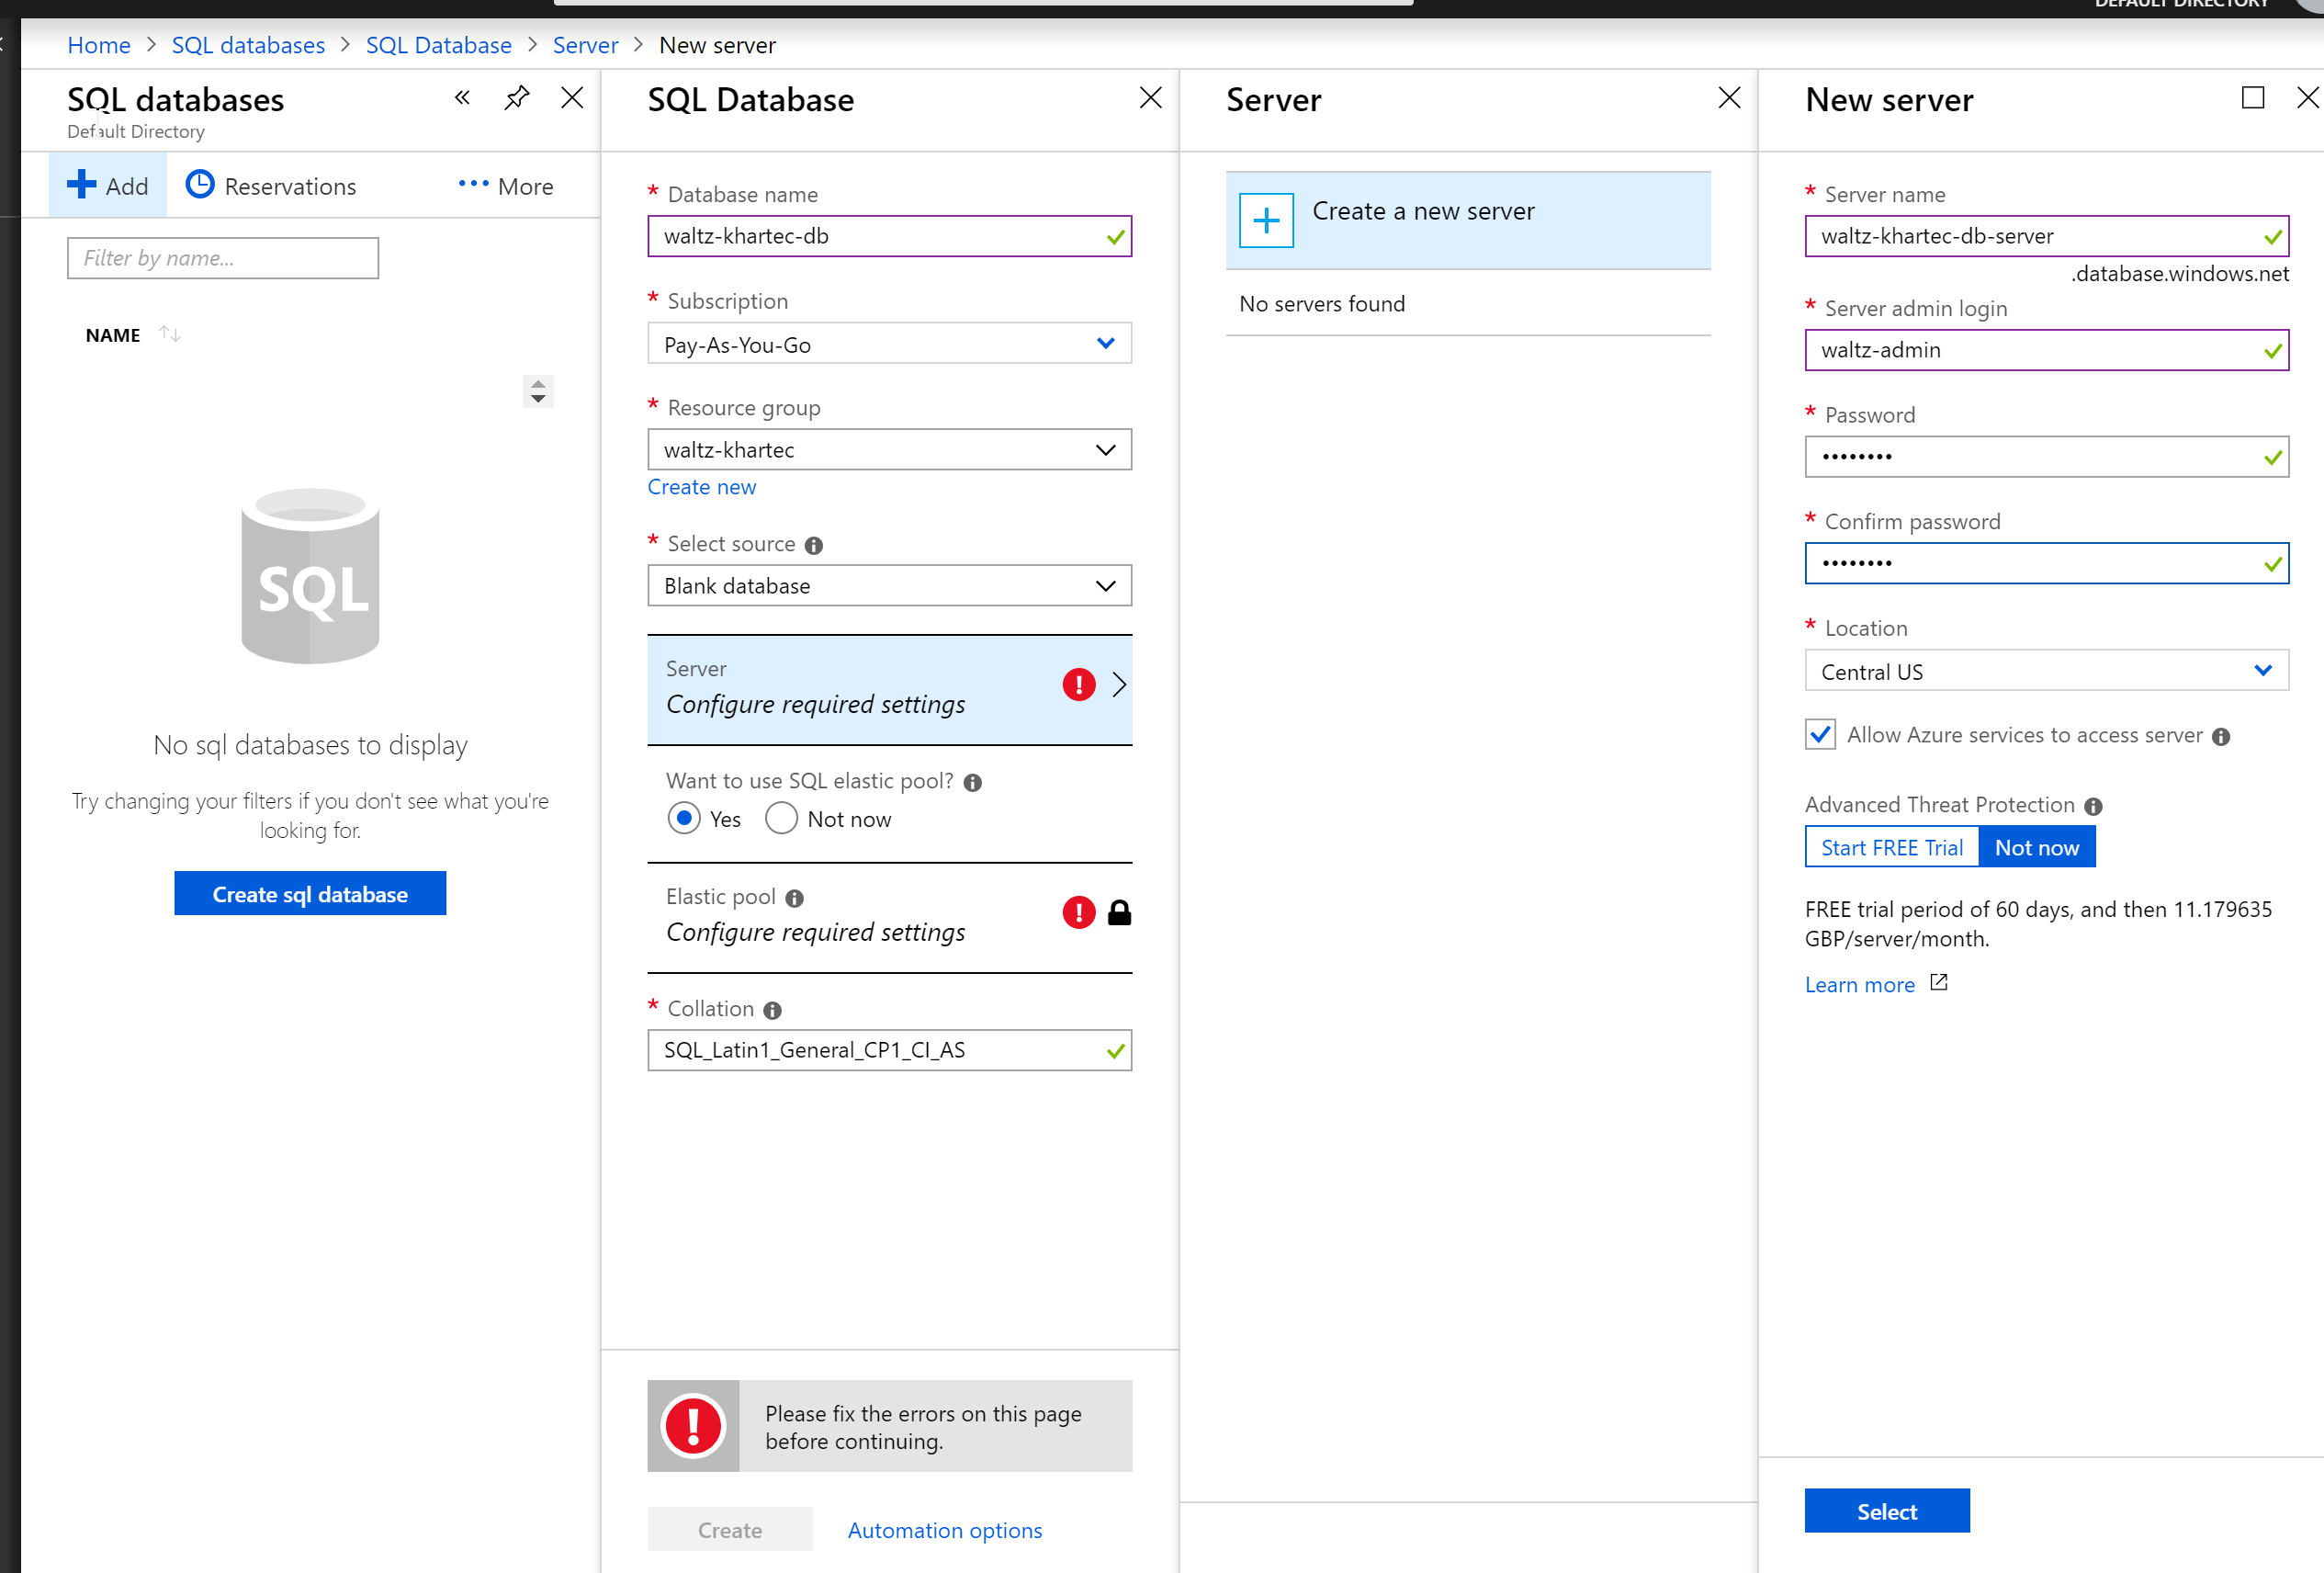 DEFAULT DIRECTORY
Home > SQL databases > SQL Database > Server > New server
SQL databases
Default Directory
Add
Reservations
More
Filter by name...
NAME
SQL
No sql databases to display
Try changing your filters if you don't see what you're
looking for.
Create sql database
SQL Database
* Database name
waltz-khartec-db
* Subscription
Pay-As-You-Go
* Resource group
waltz-khartec
Create new
* Select source
Blank database
Server
Configure required settings
Want to use SQL elastic pool?
Yes
Not now
Elastic pool
Configure required settings
* Collation
SQL_Latin1_General_CP1_CI_AS
Please fix the errors on this page
before continuing.
Create
Automation options
Server
Create a new server
No servers found
New server
* Server name
waltz-khartec-db-server
.database.windows.net
* Server admin login
waltz-admin
* Password
••••••••
* Confirm password
••••••••
* Location
Central US
Allow Azure services to access server
Advanced Threat Protection
Start FREE Trial
Not now
FREE trial period of 60 days, and then 11.179635
GBP/server/month.
Learn more
Select